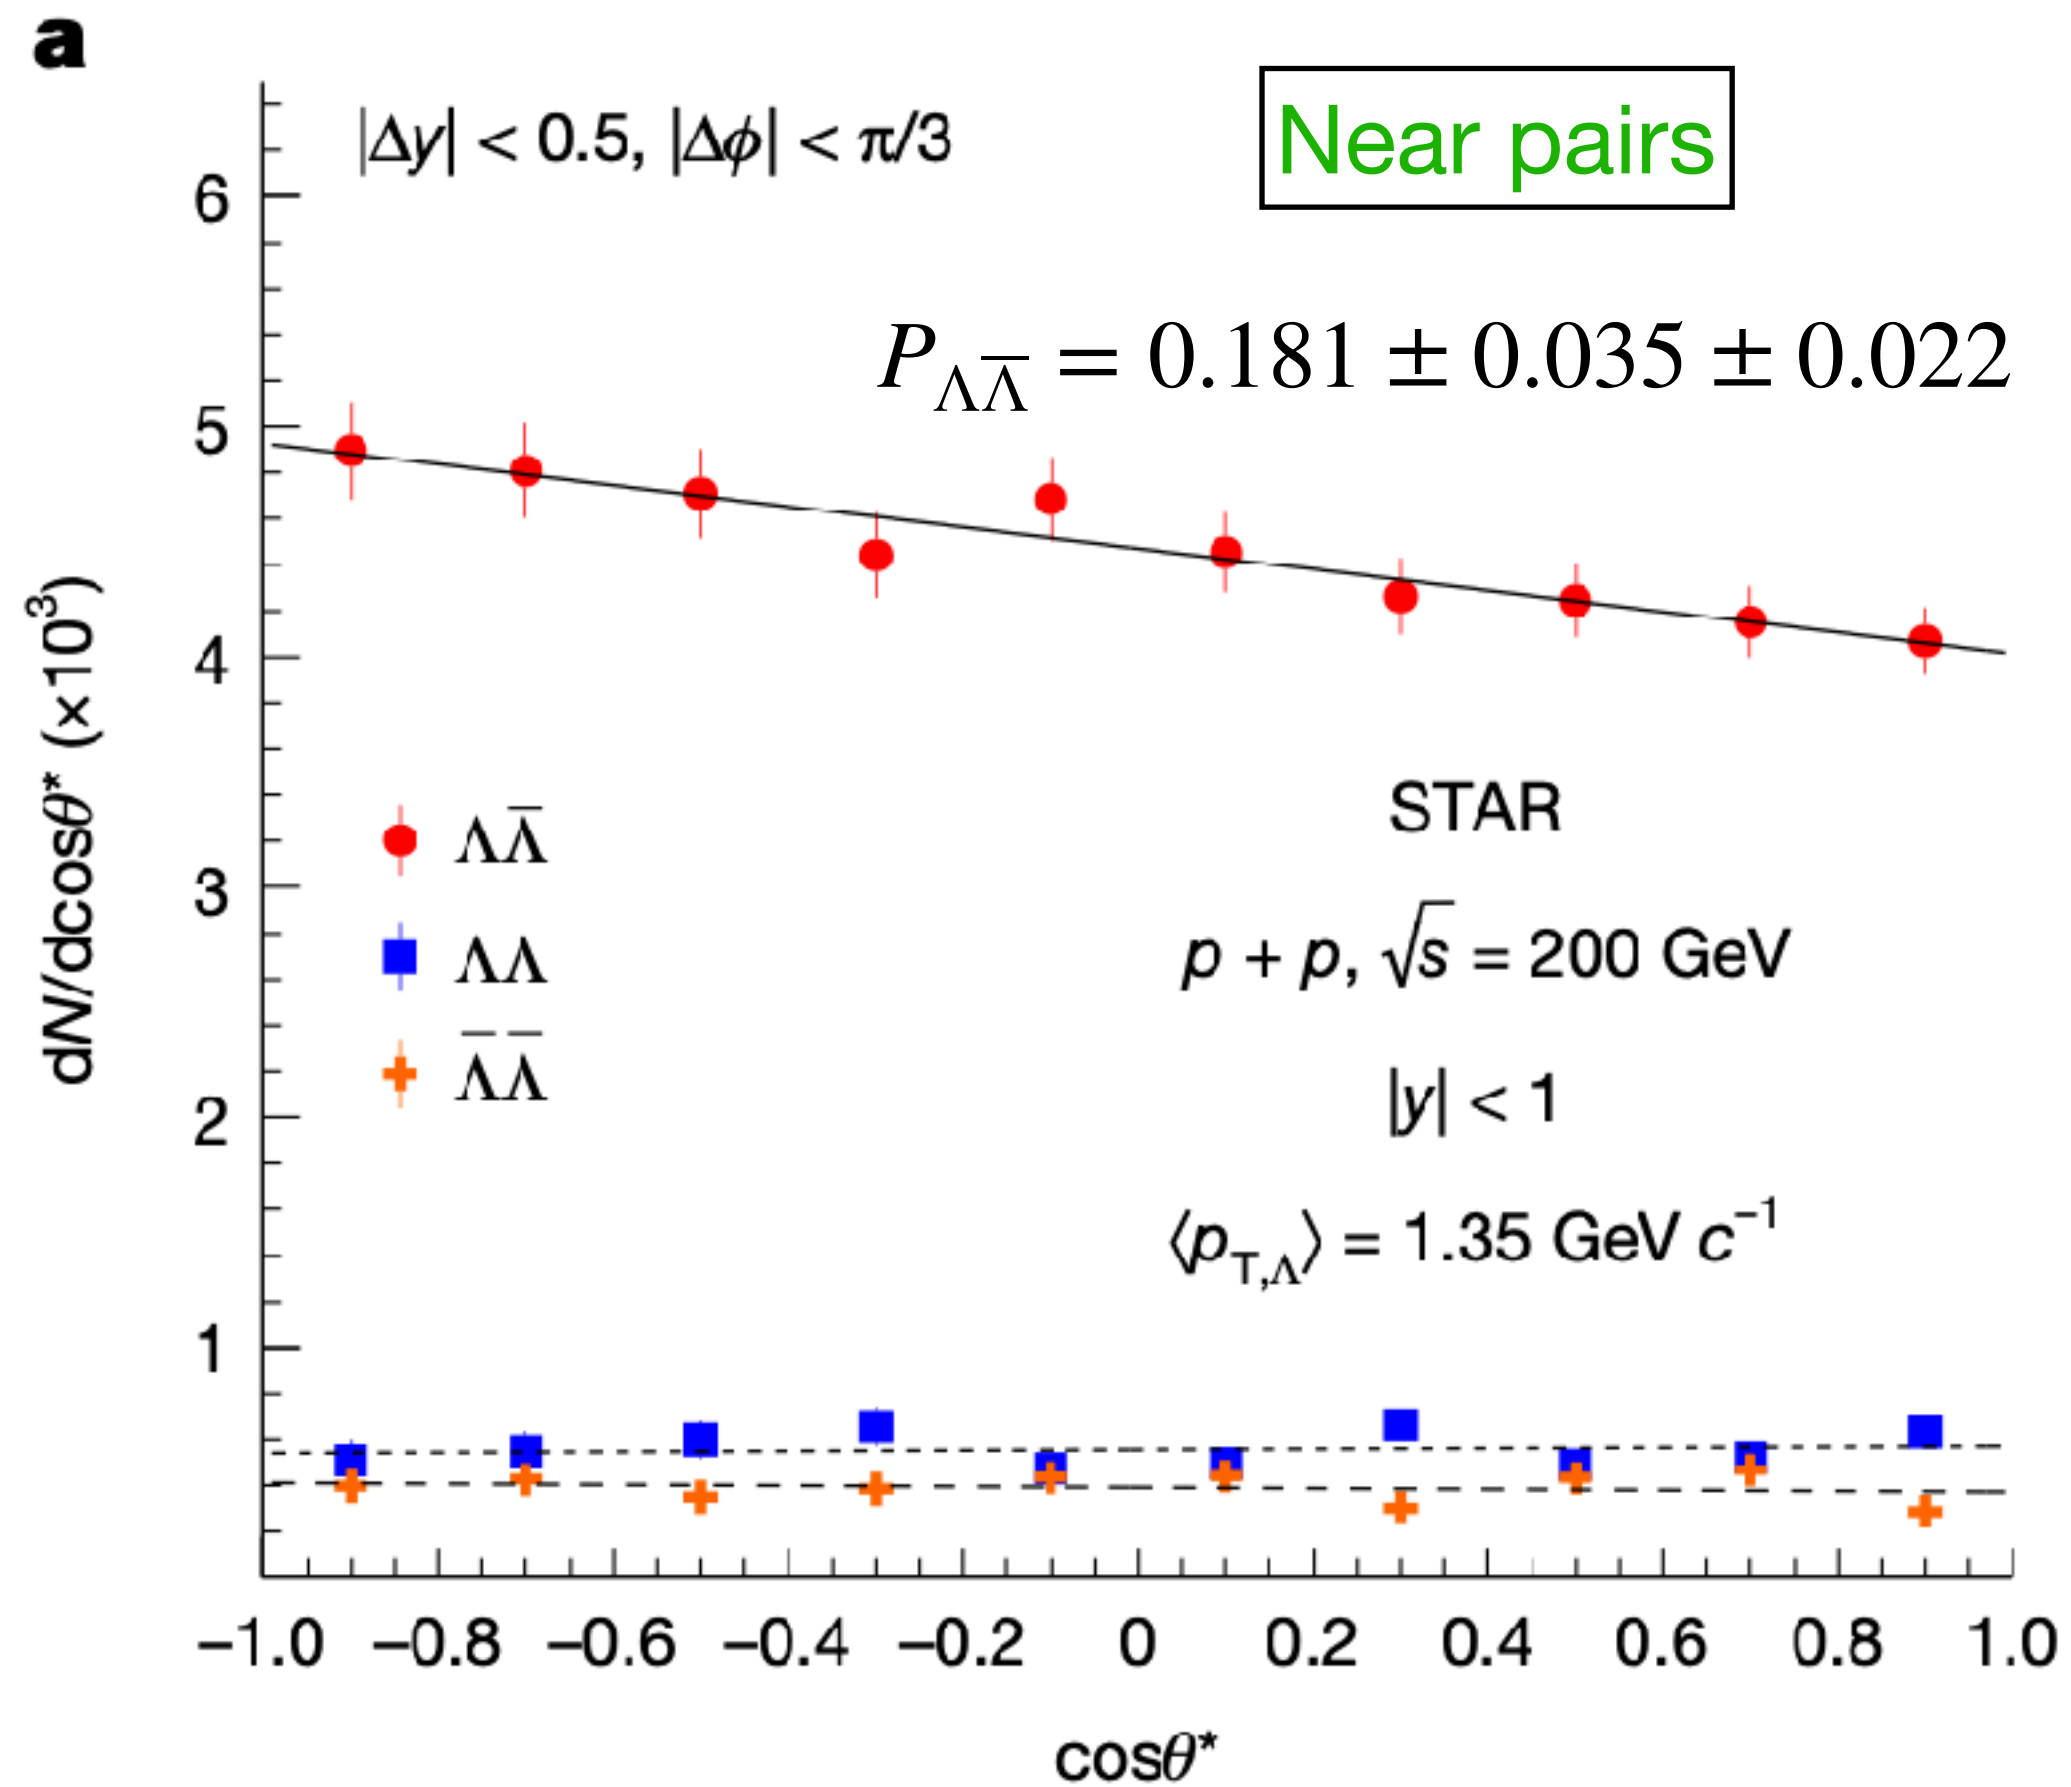 a
|Δy| < 0.5, |Δϕ| < π/3
Near pairs
P_ΛΛ̅ = 0.181 ± 0.035 ± 0.022
6
5
4
3
2
1
dN/dcosθ* (×10³)
ΛΛ̅
ΛΛ
Λ̅Λ̅
STAR
p + p, √s = 200 GeV
|y| < 1
⟨p_T,Λ⟩ = 1.35 GeV c⁻¹
−1.0 −0.8 −0.6 −0.4 −0.2 0 0.2 0.4 0.6 0.8 1.0
cosθ*